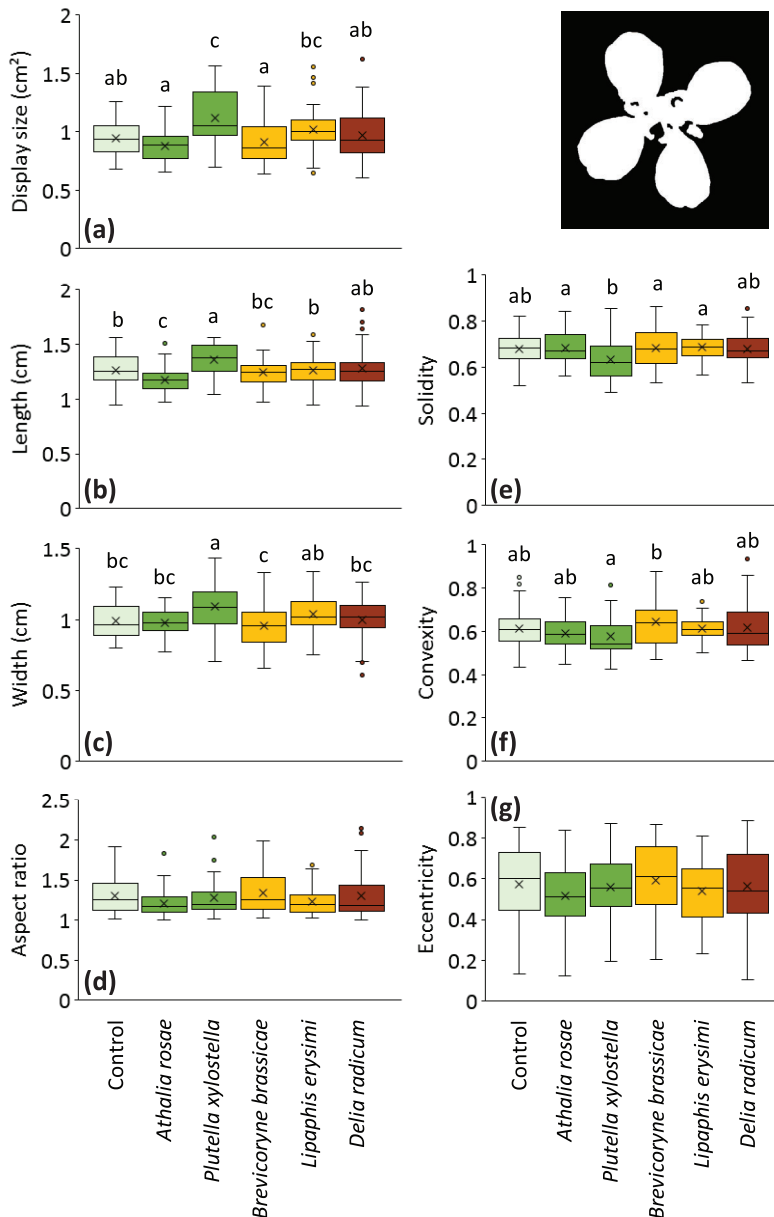 Display size (cm²)
2
1.5
1
0.5
0
ab
a
c
a
bc
ab
(a)
Length (cm)
2
1.5
1
0.5
0
b
c
a
bc
b
ab
(b)
Width (cm)
1.5
1
0.5
0
bc
bc
a
c
ab
bc
(c)
Aspect ratio
2.5
2
1.5
1
0.5
0
(d)
Control
Athalia rosae
Plutella xylostella
Brevicoryne brassicae
Lipaphis erysimi
Delia radicum
Solidity
1
0.8
0.6
0.4
0.2
0
ab
a
b
a
a
ab
(e)
Convexity
1
0.8
0.6
0.4
0.2
0
ab
ab
a
b
ab
ab
(f)
Eccentricity
1
0.8
0.6
0.4
0.2
0
(g)
Control
Athalia rosae
Plutella xylostella
Brevicoryne brassicae
Lipaphis erysimi
Delia radicum